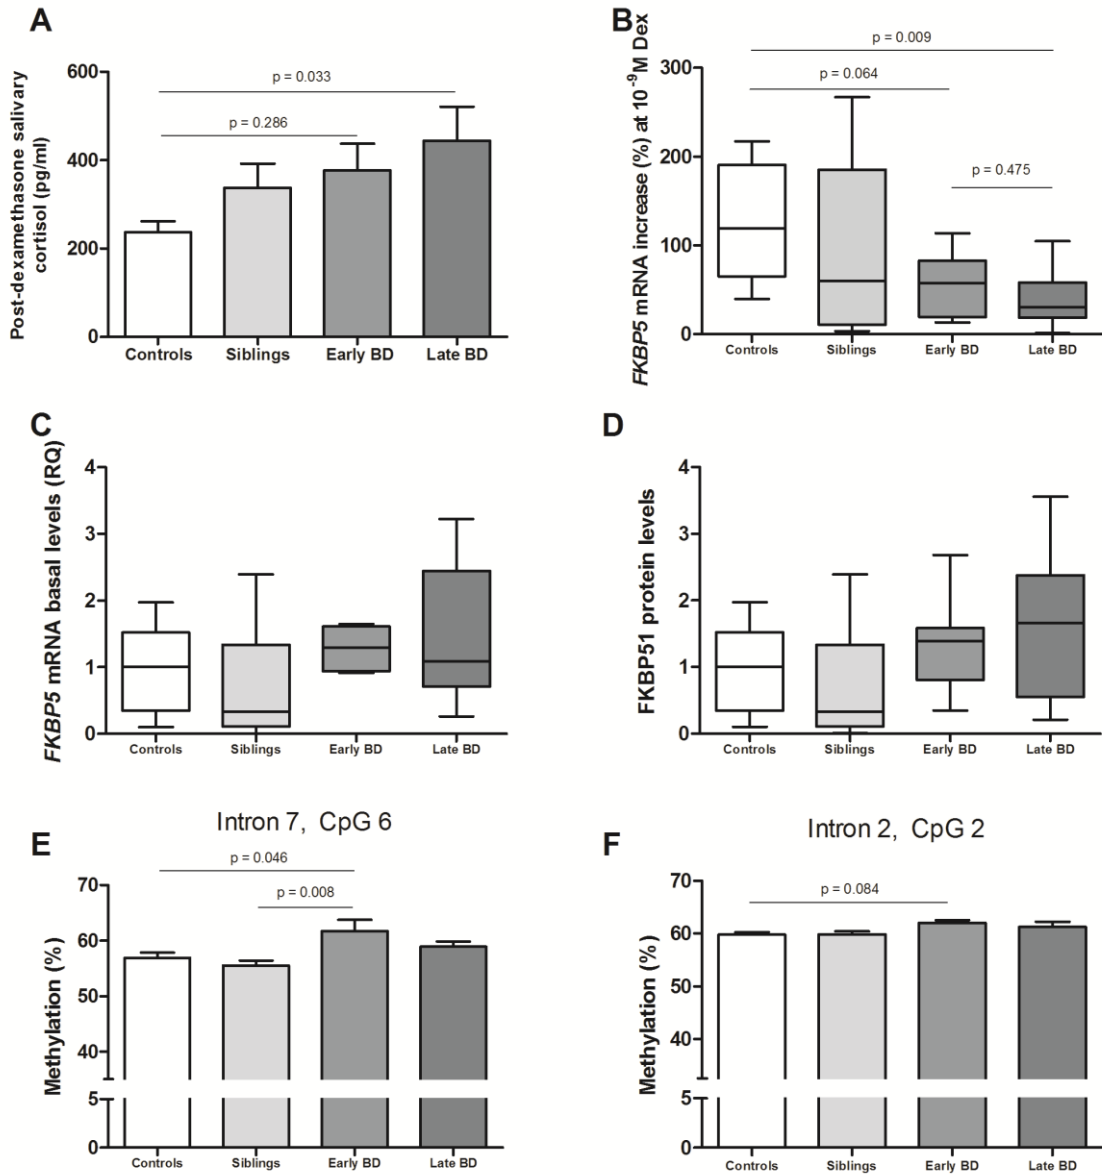 A
Post-dexamethasone salivary
cortisol (pg/ml)
600
400
200
0
p = 0.033
p = 0.286
Controls Siblings Early BD Late BD
B
FKBP5 mRNA increase (%) at 10⁻⁹M Dex
300
200
100
0
p = 0.009
p = 0.064
p = 0.475
Controls Siblings Early BD Late BD
C
FKBP5 mRNA basal levels (RQ)
4
3
2
1
0
Controls Siblings Early BD Late BD
D
FKBP51 protein levels
4
3
2
1
0
Controls Siblings Early BD Late BD
E
Intron 7, CpG 6
p = 0.046
p = 0.008
Methylation (%)
70
60
50
40
5
0
Controls Siblings Early BD Late BD
F
Intron 2, CpG 2
p = 0.084
Methylation (%)
70
60
50
40
5
0
Controls Siblings Early BD Late BD